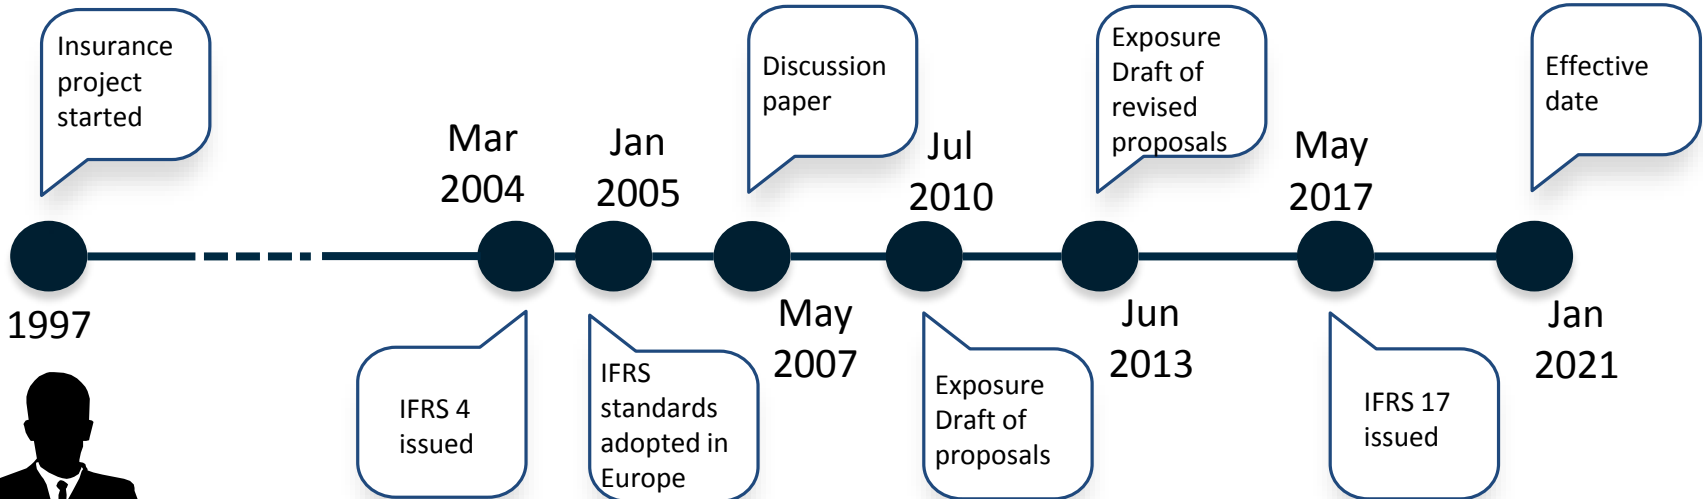 Insurance
project
started
1997
Mar
2004
IFRS 4
issued
Jan
2005
IFRS
standards
adopted in
Europe
Discussion
paper
May
2007
Jul
2010
Exposure
Draft of
proposals
Exposure
Draft of
revised
proposals
Jun
2013
May
2017
IFRS 17
issued
Effective
date
Jan
2021